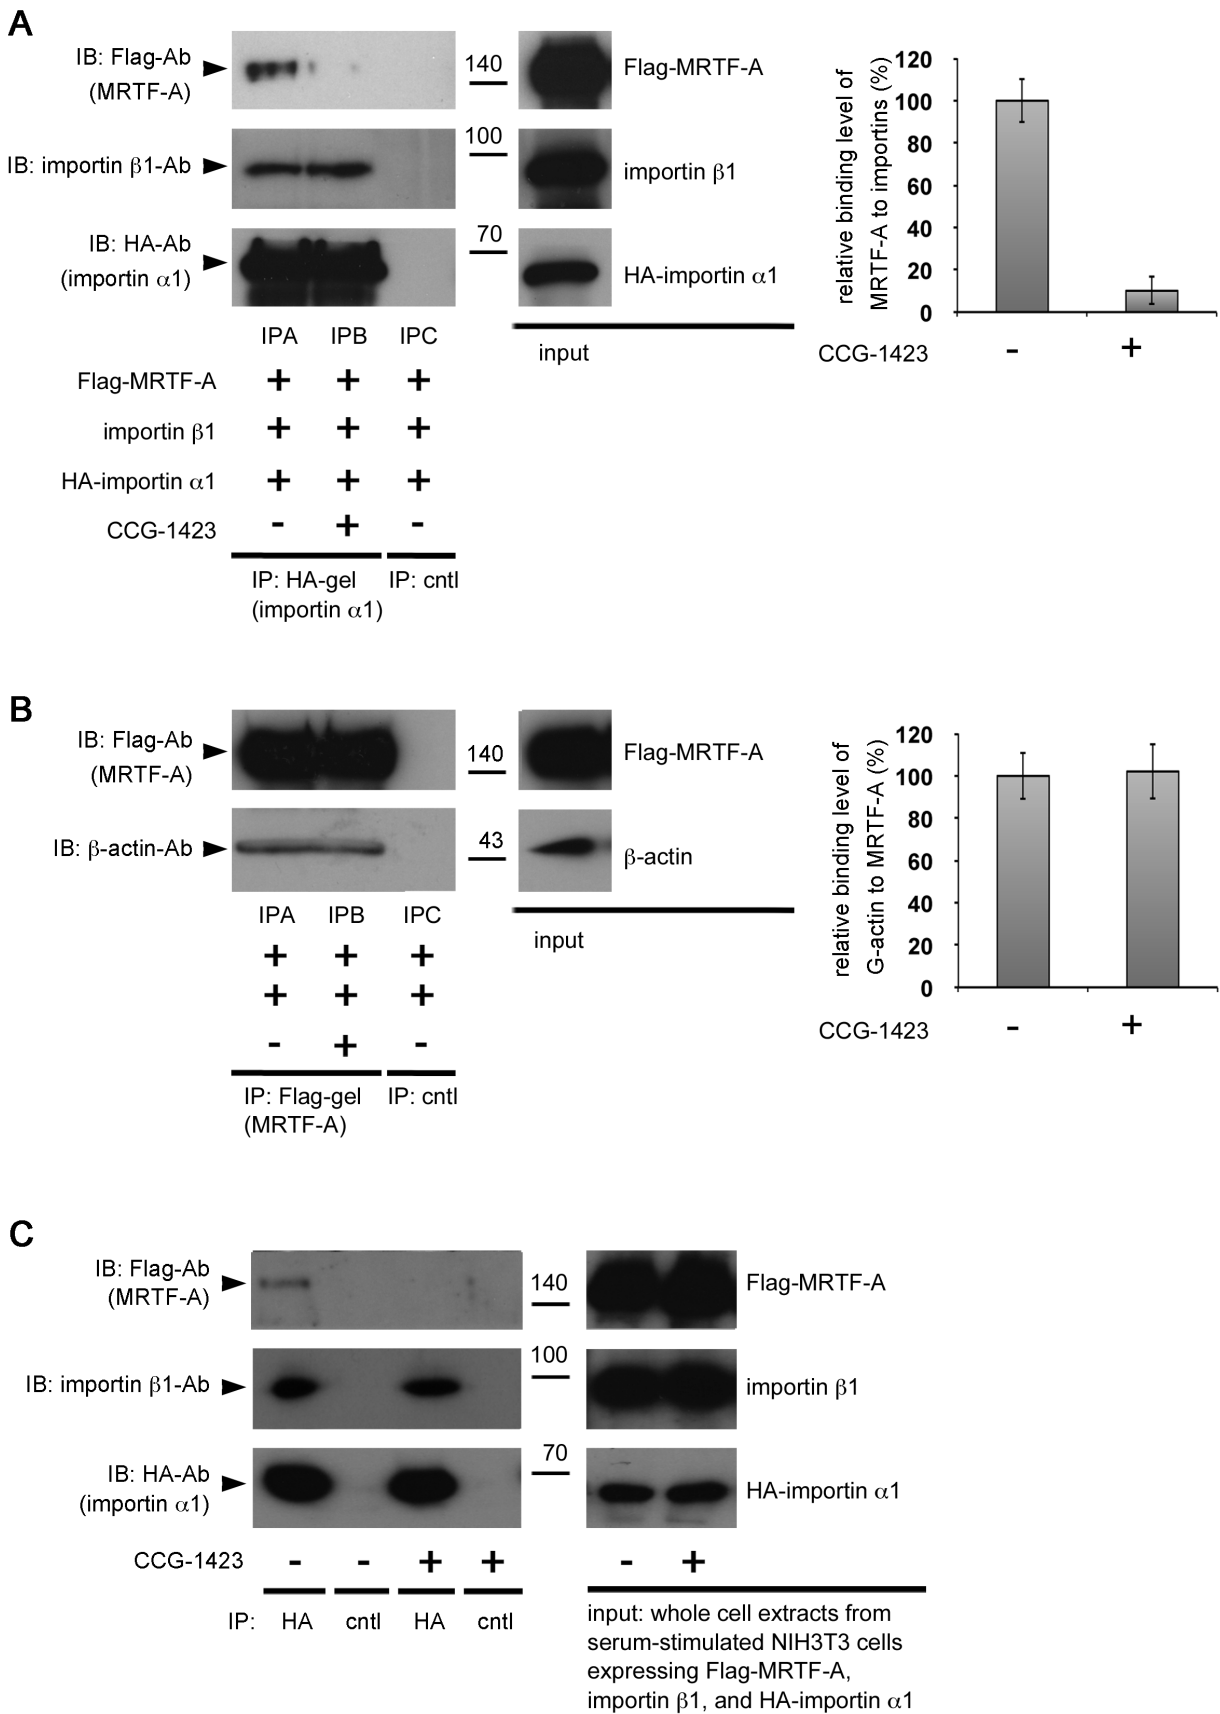 A
IB: Flag-Ab
(MRTF-A)
140
Flag-MRTF-A
IB: importin β1-Ab
100
importin β1
IB: HA-Ab
(importin α1)
70
HA-importin α1
IPA IPB IPC
input
Flag-MRTF-A + + +
importin β1 + + +
HA-importin α1 + + +
CCG-1423 - + -
IP: HA-gel
(importin α1)
IP: cntl
relative binding level of
MRTF-A to importins (%)
120
100
80
60
40
20
0
CCG-1423 - +
B
IB: Flag-Ab
(MRTF-A)
140
Flag-MRTF-A
IB: β-actin-Ab
43
β-actin
IPA IPB IPC
input
+ + +
+ + +
- + -
IP: Flag-gel
(MRTF-A)
IP: cntl
relative binding level of
G-actin to MRTF-A (%)
120
100
80
60
40
20
0
CCG-1423 - +
C
IB: Flag-Ab
(MRTF-A)
140
Flag-MRTF-A
IB: importin β1-Ab
100
importin β1
IB: HA-Ab
(importin α1)
70
HA-importin α1
CCG-1423 - - + +
- +
IP: HA cntl HA cntl
input: whole cell extracts from
serum-stimulated NIH3T3 cells
expressing Flag-MRTF-A,
importin β1, and HA-importin α1